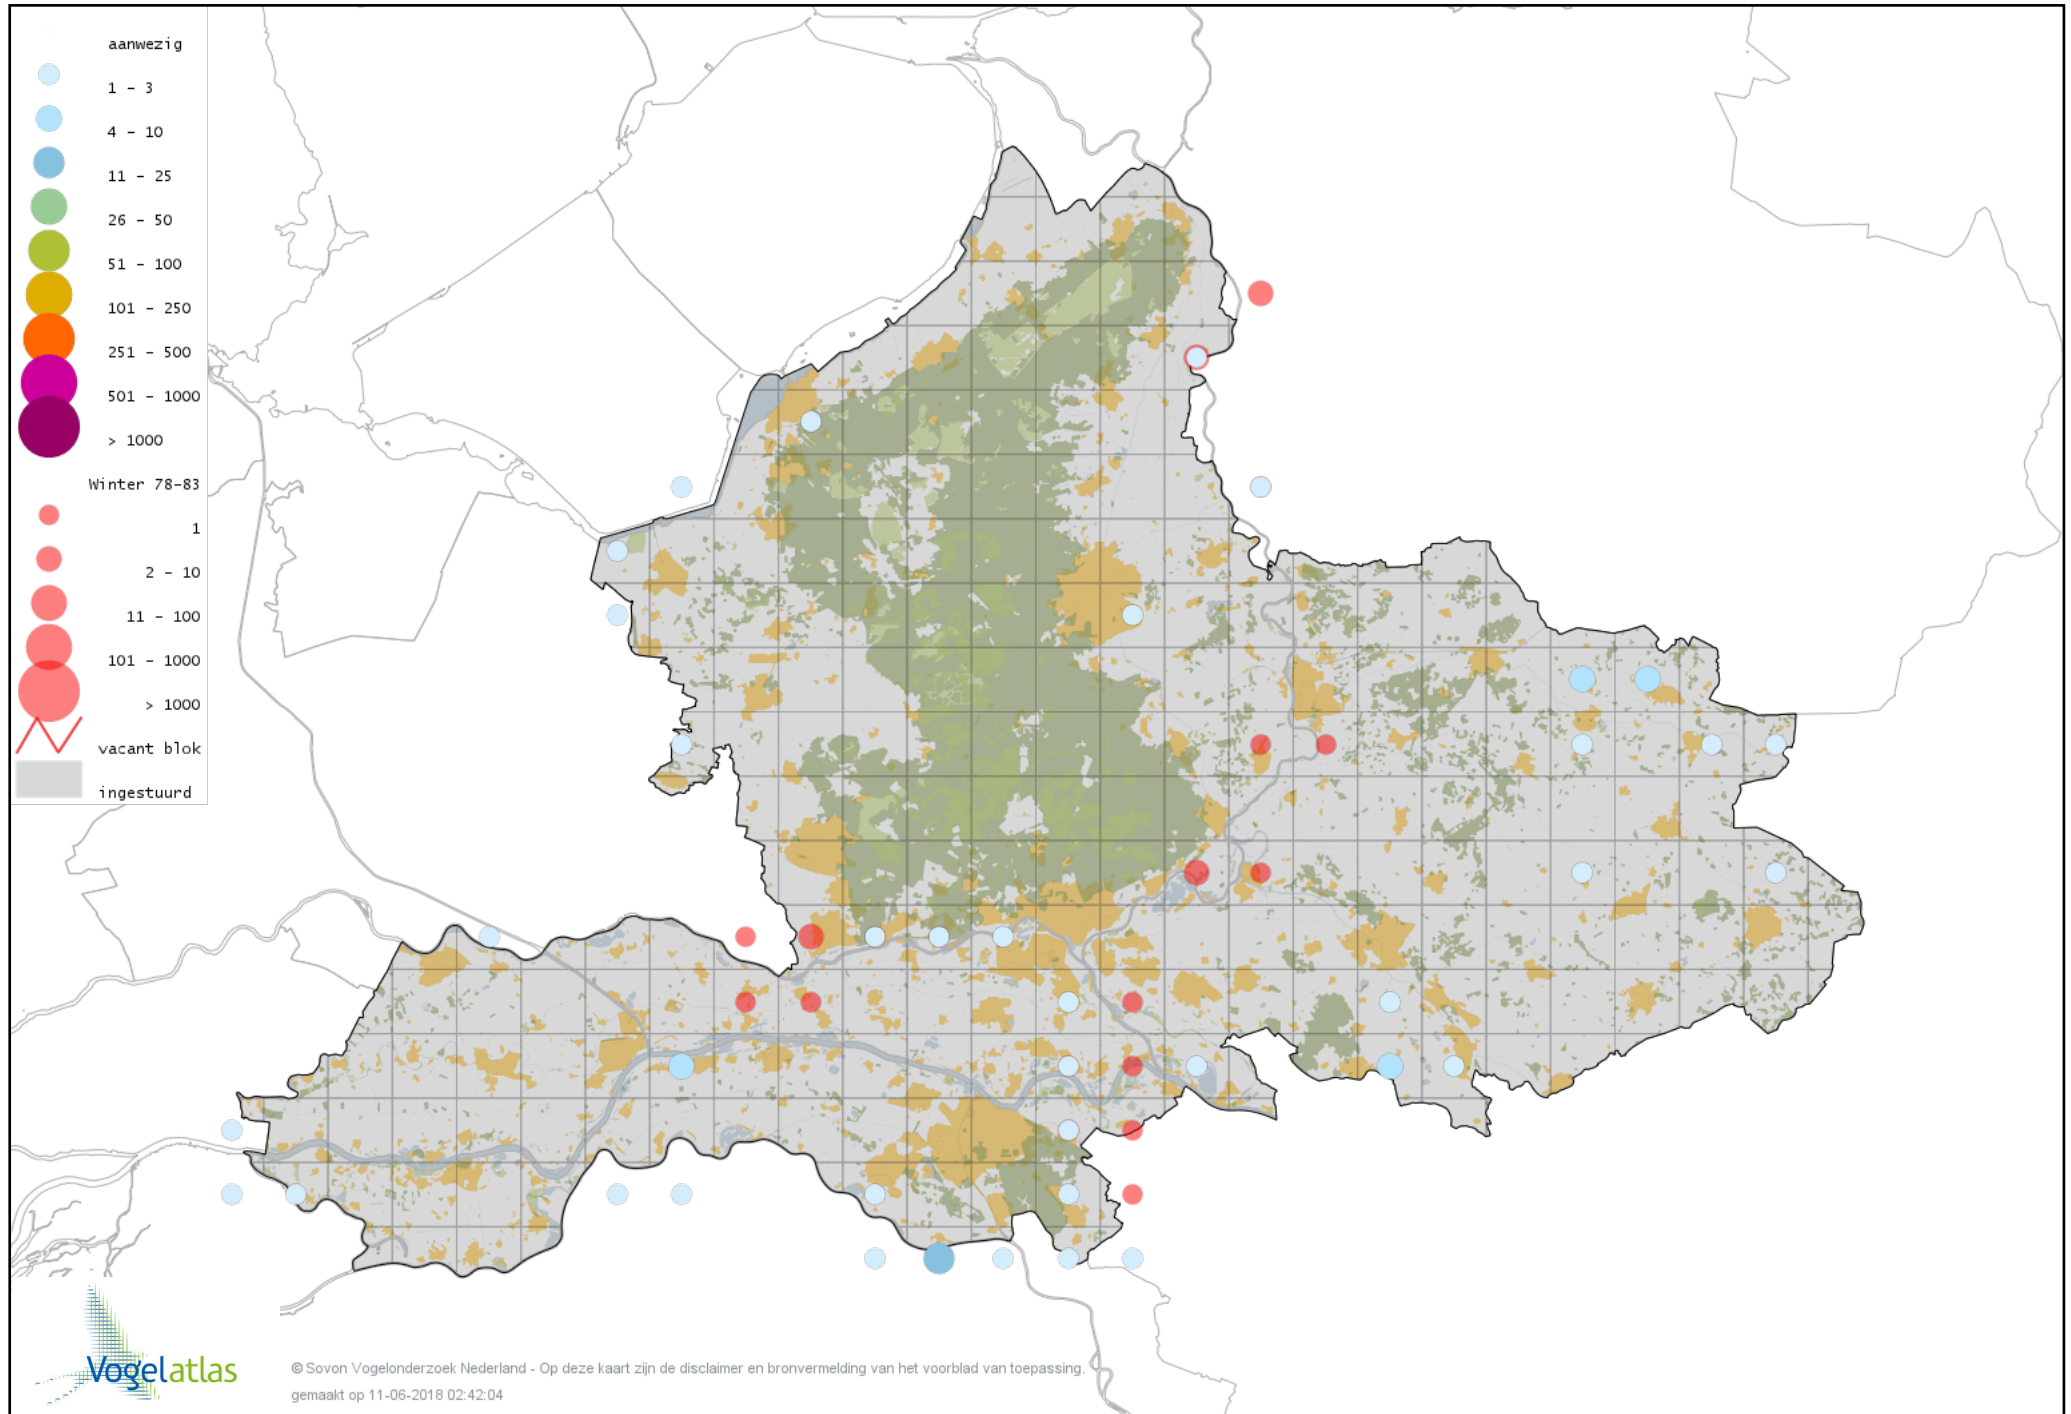 aanwezig
1 - 3
4 - 10
11 - 25
26 - 50
51 - 100
101 - 250
251 - 500
501 - 1000
> 1000
Winter 78-83
1
2 - 10
11 - 100
101 - 1000
> 1000
vacant blok
ingestuurd
Vogelatlas
© Sovon Vogelonderzoek Nederland - Op deze kaart zijn de disclaimer en bronvermelding van het voorblad van toepassing.
gemaakt op 11-06-2018 02:42:04